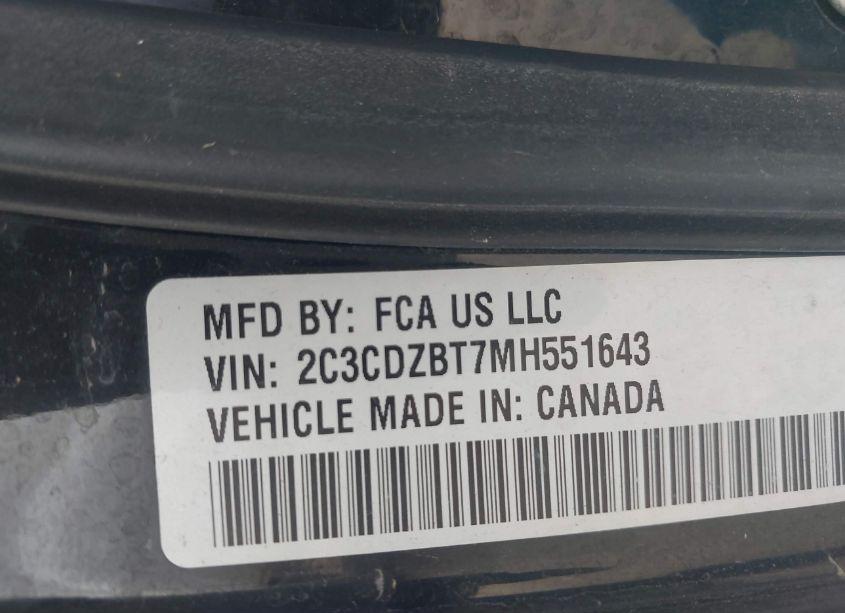 MFD BY: FCA US LLC
VIN: 2C3CDZBT7MH551643
VEHICLE MADE IN: CANADA